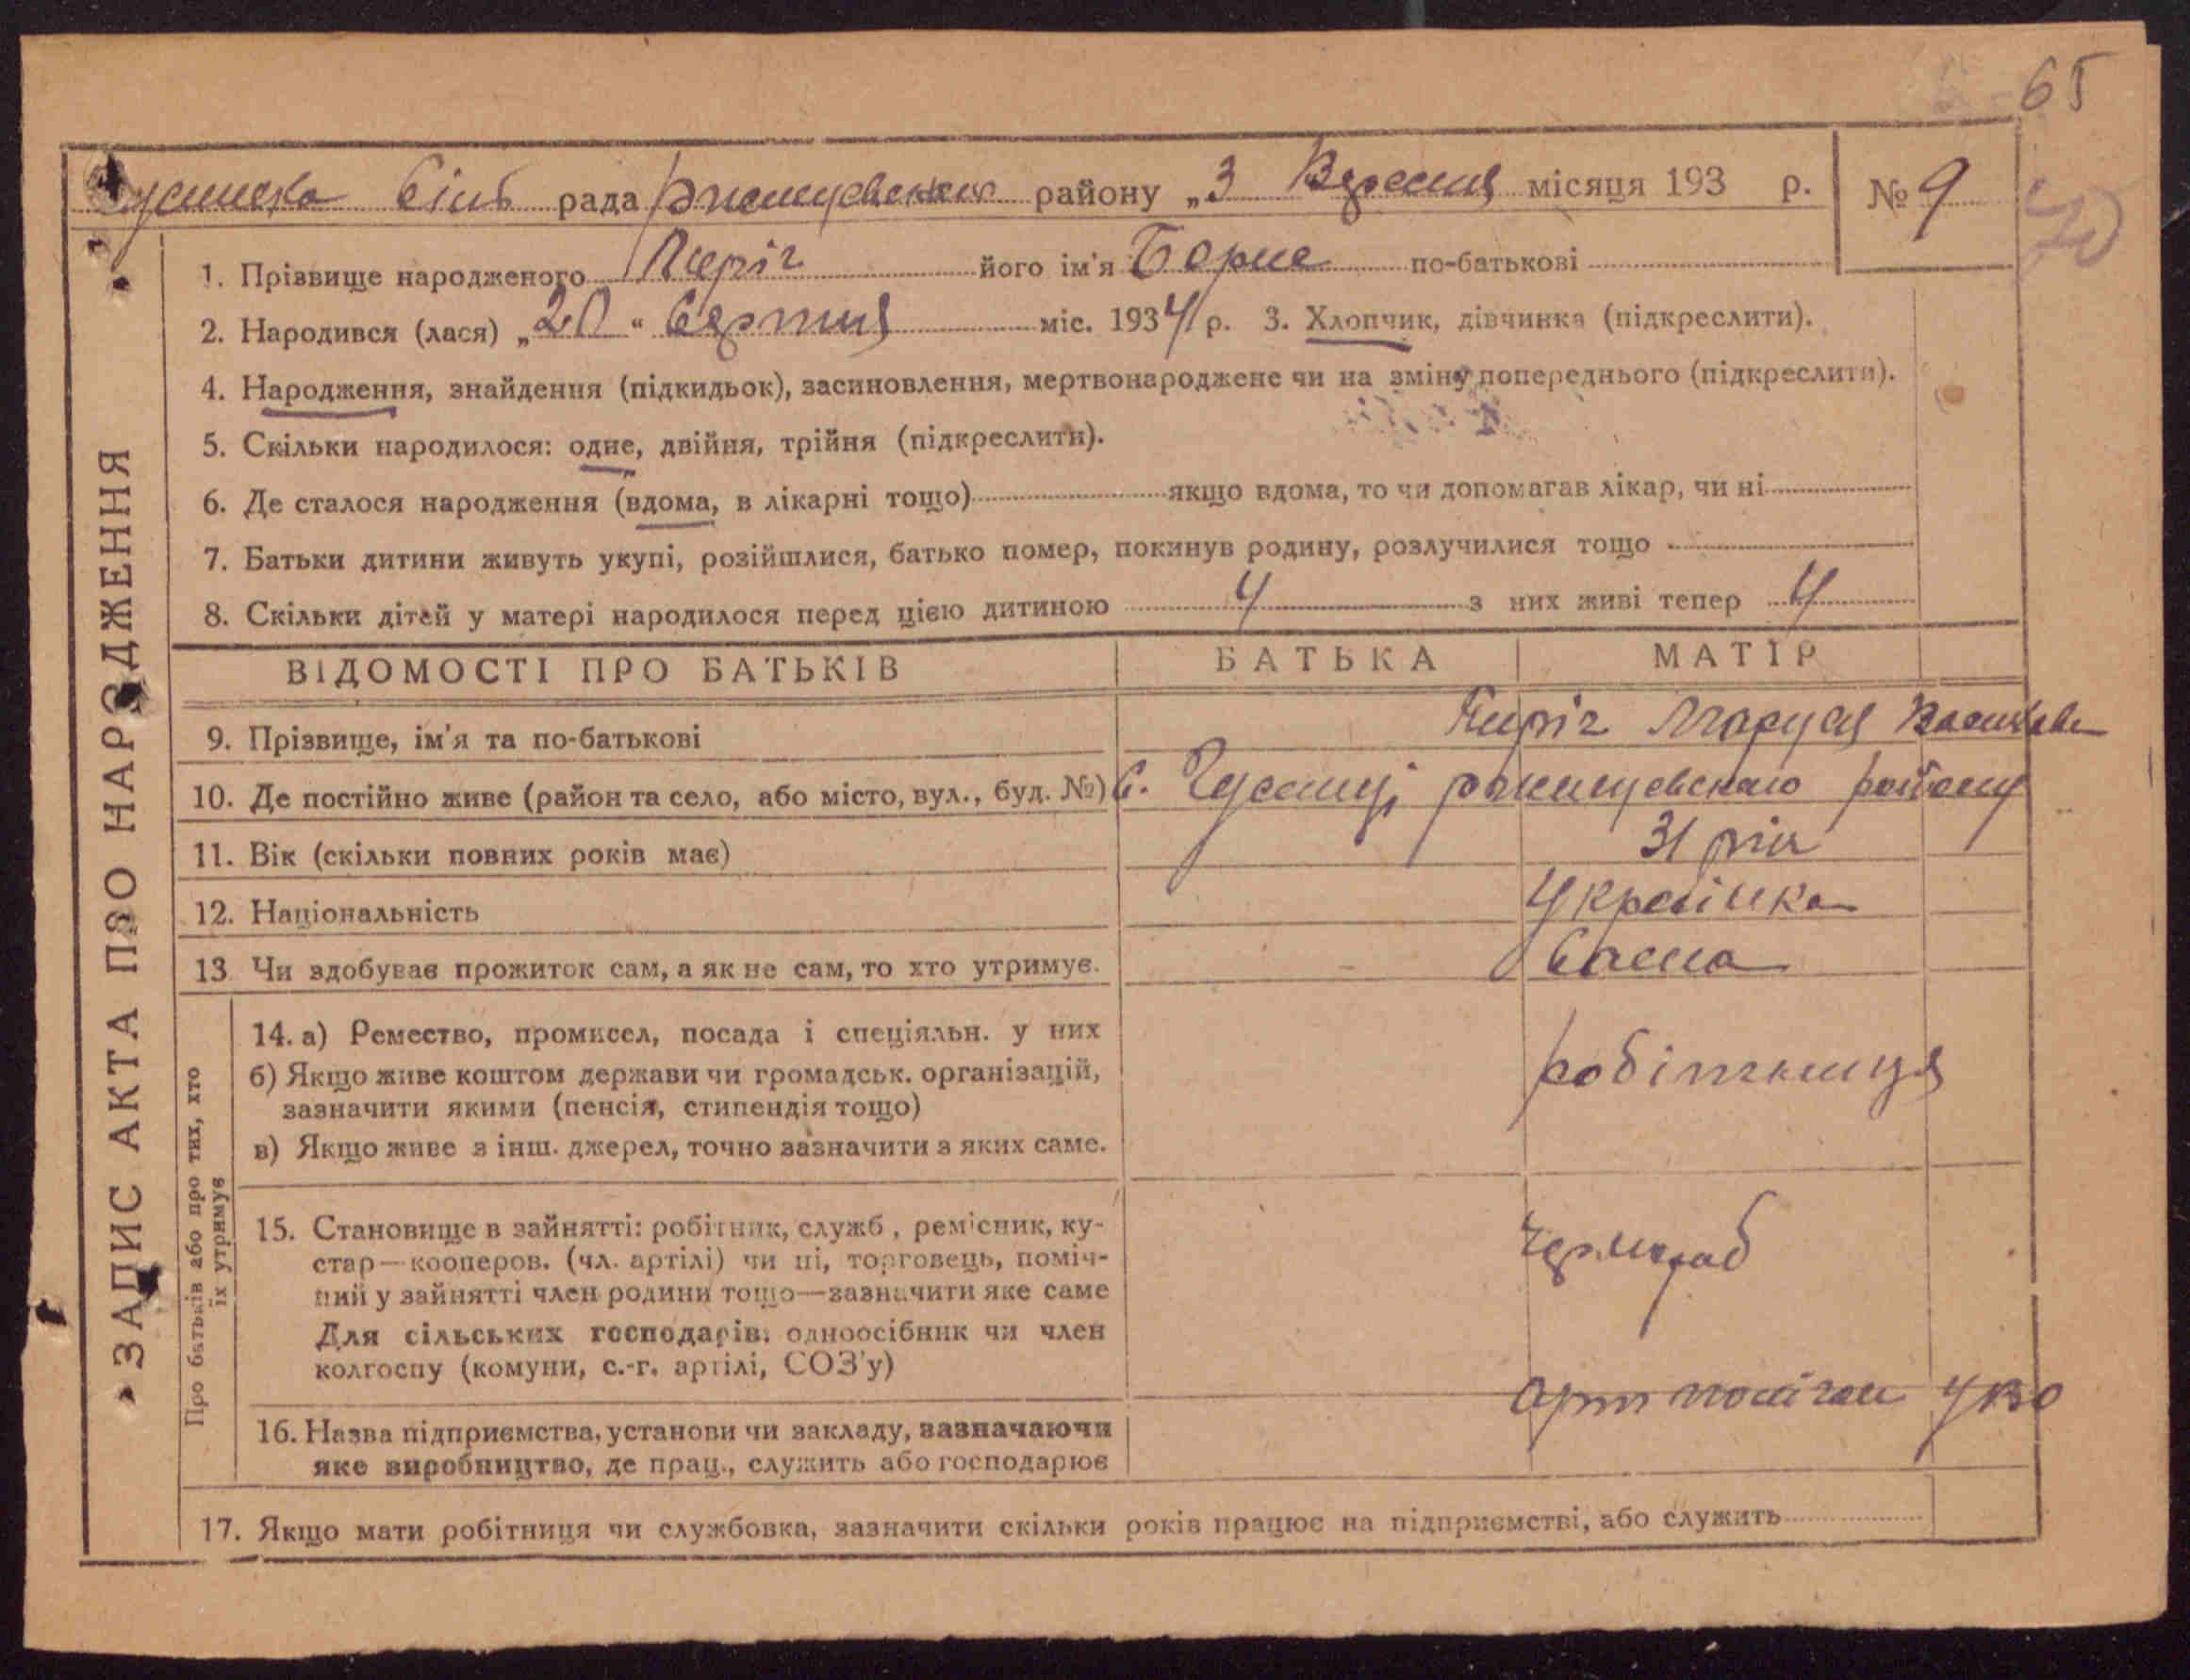 65
сіль рада району „3 Вересня місяця 193 р. № 9
1. Прізвище народженого Пиріг його ім'я Борис по-батькові
2. Народився (лася) „20“ Серпня міс. 1934 р. 3. Хлопчик, дівчинка (підкреслити).
4. Народження, знайдення (підкидьок), засиновлення, мертвонароджене чи на зміну попереднього (підкреслити).
5. Скільки народилося: одне, двійня, трійня (підкреслити).
6. Де сталося народження (вдома, в лікарні тощо) якщо вдома, то чи допомагав лікар, чи ні
7. Батьки дитини живуть укупі, розійшлися, батько помер, покинув родину, розлучилися тощо
8. Скільки дітей у матері народилося перед цією дитиною 4 з них живі тепер 4
ВІДОМОСТІ ПРО БАТЬКІВ БАТЬКА МАТІР
9. Прізвище, ім'я та по-батькові Пиріг Маруся
10. Де постійно живе (район та село, або місто, вул., буд. №) с. району
11. Вік (скільки повних років має) 31 рік
12. Національність Українка
13 Чи здобуває прожиток сам, а як не сам, то хто утримує. Сама
14. а) Ремество, промисел, посада і спеціяльн. у них
б) Якщо живе коштом держави чи громадськ. організацій,
зазначити якими (пенсія, стипендія тощо)
в) Якщо живе з інш. джерел, точно зазначити з яких саме.
робітниця
15. Становище в зайнятті: робітник, служб, ремісник, ку-
стар—кооперов. (чл. артілі) чи ні, торговець, поміч-
ний у зайнятті член родини тощо—зазначити яке саме
Для сільських господарів: одноосібник чи член
колгоспу (комуни, с.-г. артілі, СОЗ'у)
чорнороб
16. Назва підприємства, установи чи закладу, зазначаючи
яке виробництво, де прац., служить або господарює
УВО
17. Якщо мати робітниця чи службовка, зазначити скільки років працює на підприємстві, або служить
ЗАПИС АКТА ПРО НАРОДЖЕННЯ
Про батьків або про тих, хто
їх утримує